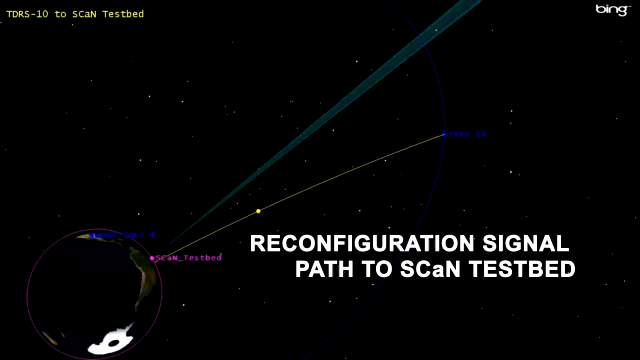 TDRS-10 to SCaN Testbed
bing
SCaN_Testbed
RECONFIGURATION SIGNAL
PATH TO SCaN TESTBED